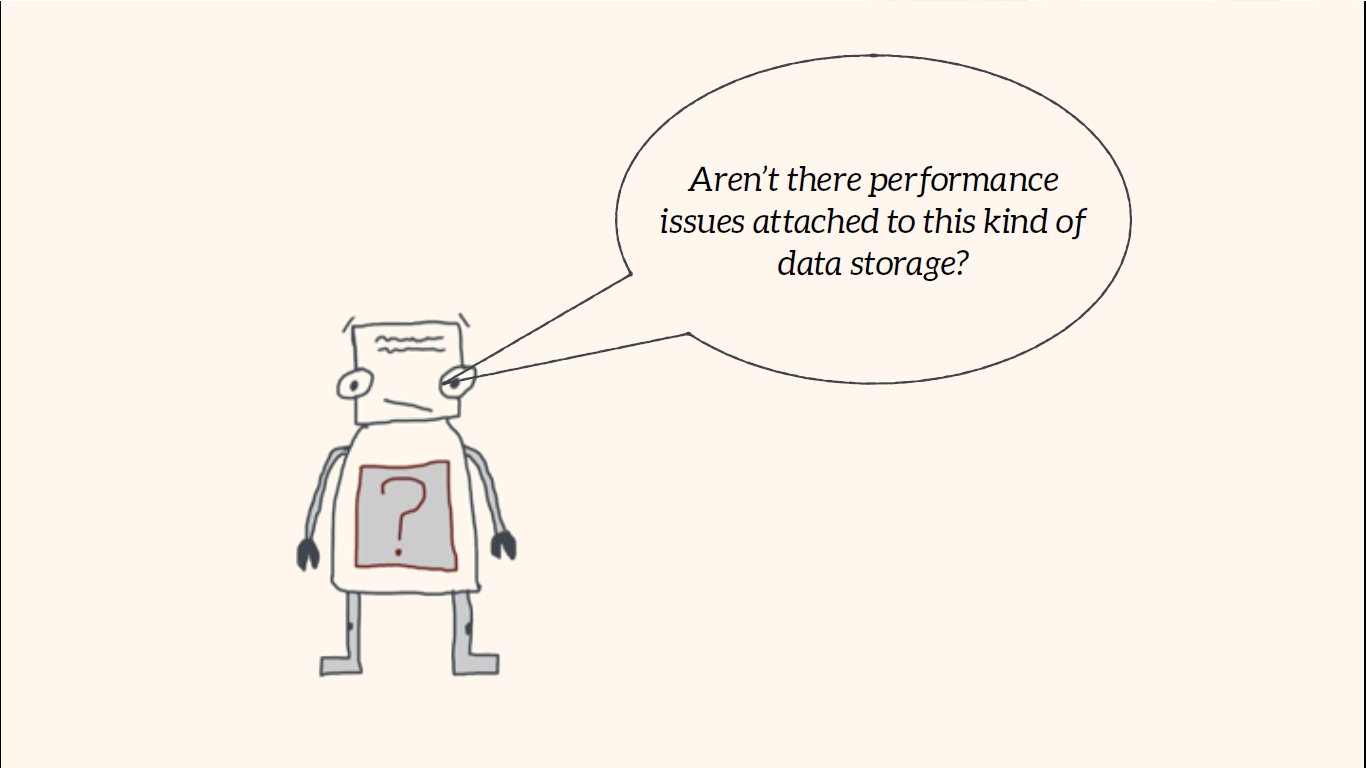 Aren’t there performance
issues attached to this kind of
data storage?
?